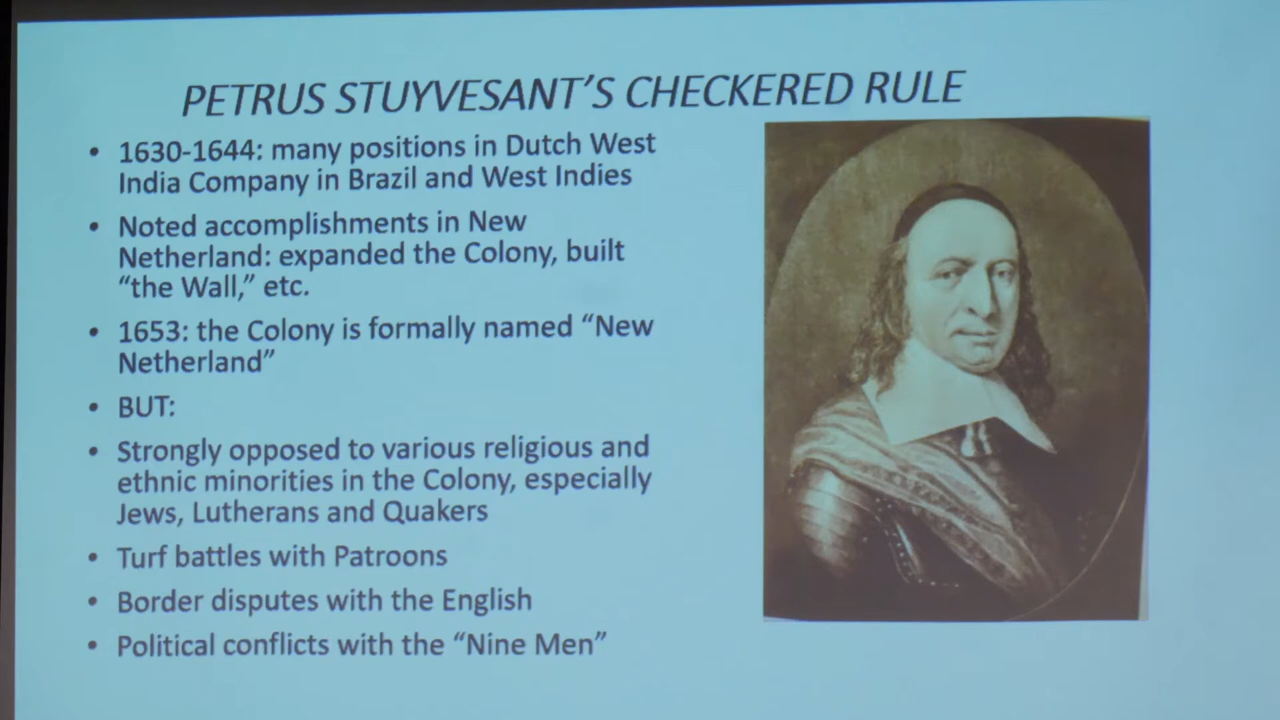 PETRUS STUYVESANT’S CHECKERED RULE
• 1630-1644: many positions in Dutch West
India Company in Brazil and West Indies
• Noted accomplishments in New
Netherland: expanded the Colony, built
“the Wall,” etc.
• 1653: the Colony is formally named “New
Netherland”
• BUT:
• Strongly opposed to various religious and
ethnic minorities in the Colony, especially
Jews, Lutherans and Quakers
• Turf battles with Patroons
• Border disputes with the English
• Political conflicts with the “Nine Men”